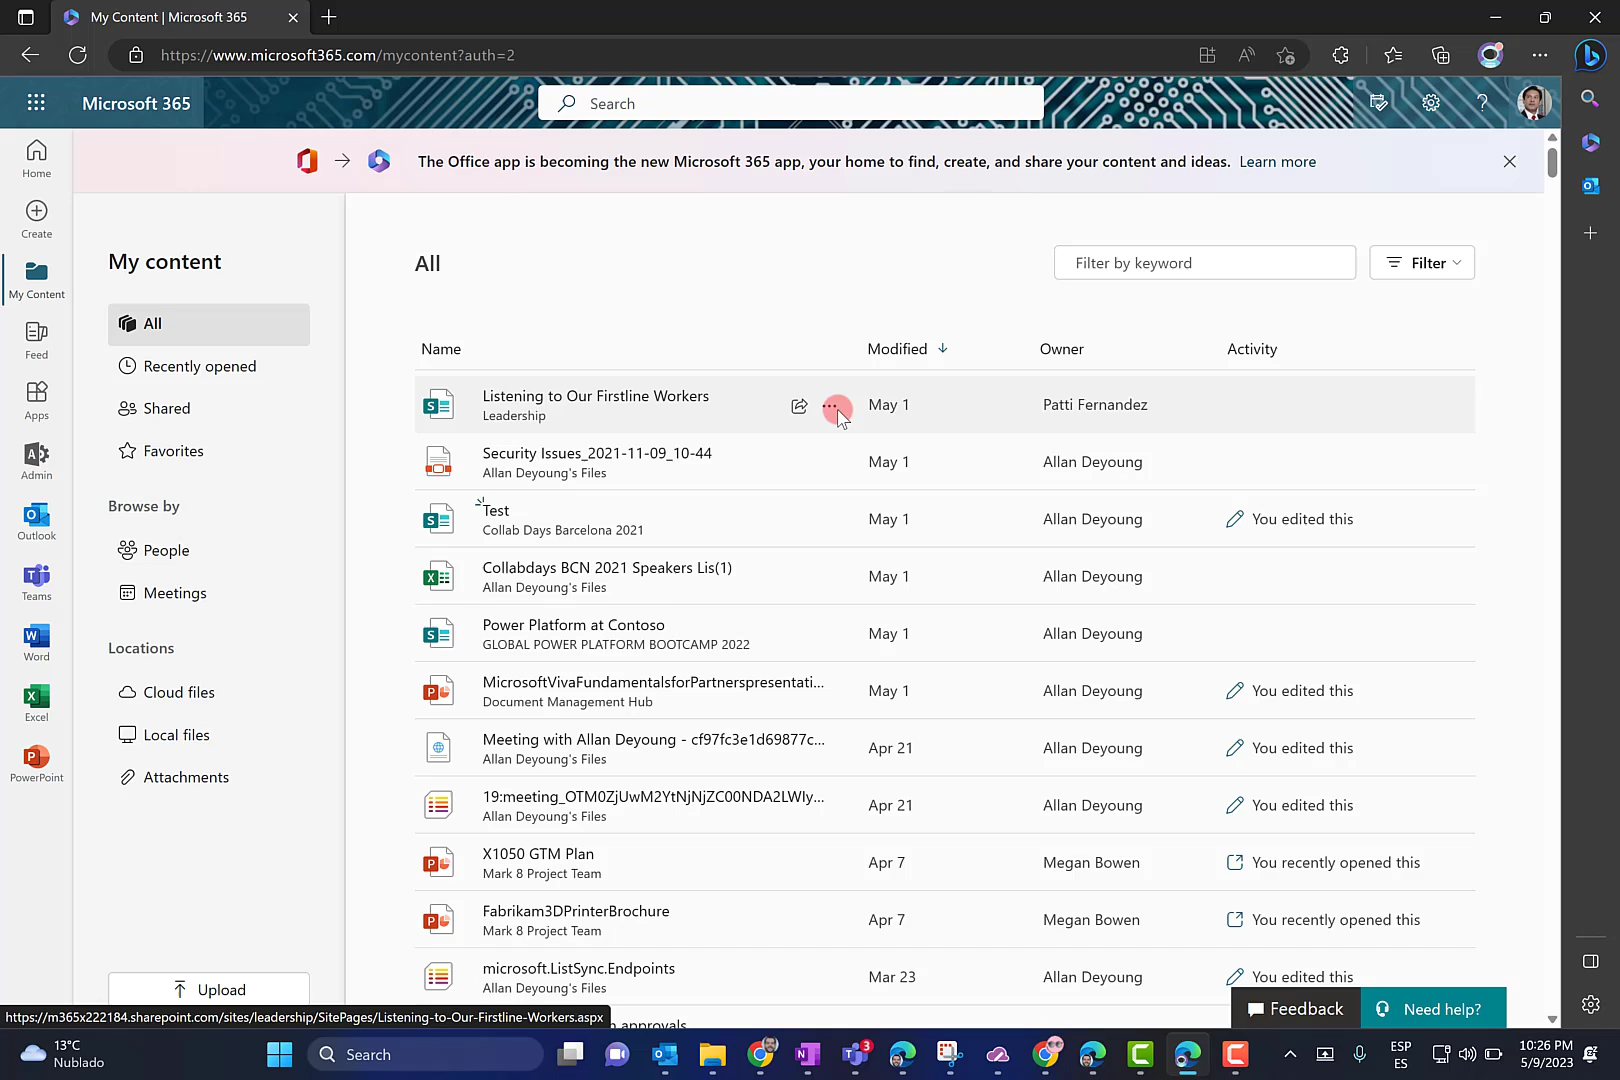 My Content | Microsoft 365
https://www.microsoft365.com/mycontent?auth=2
Microsoft 365
Search
The Office app is becoming the new Microsoft 365 app, your home to find, create, and share your content and ideas. Learn more
Home
Create
My Content
Feed
Apps
Admin
Outlook
Teams
Word
Excel
PowerPoint
My content
All
Recently opened
Shared
Favorites
Browse by
People
Meetings
Locations
Cloud files
Local files
Attachments
Upload
All
Filter by keyword
Filter
Name Modified Owner Activity
Listening to Our Firstline Workers May 1 Patti Fernandez
Leadership
Security Issues_2021-11-09_10-44 May 1 Allan Deyoung
Allan Deyoung's Files
Test May 1 Allan Deyoung You edited this
Collab Days Barcelona 2021
Collabdays BCN 2021 Speakers Lis(1) May 1 Allan Deyoung
Allan Deyoung's Files
Power Platform at Contoso May 1 Allan Deyoung
GLOBAL POWER PLATFORM BOOTCAMP 2022
MicrosoftVivaFundamentalsforPartnerspresentati... May 1 Allan Deyoung You edited this
Document Management Hub
Meeting with Allan Deyoung - cf97fc3e1d69877c... Apr 21 Allan Deyoung You edited this
Allan Deyoung's Files
19:meeting_OTM0ZjUwM2YtNjNjZC00NDA2LWIy... Apr 21 Allan Deyoung You edited this
Allan Deyoung's Files
X1050 GTM Plan Apr 7 Megan Bowen You recently opened this
Mark 8 Project Team
Fabrikam3DPrinterBrochure Apr 7 Megan Bowen You recently opened this
Mark 8 Project Team
microsoft.ListSync.Endpoints Mar 23 Allan Deyoung You edited this
Allan Deyoung's Files
approvals
Feedback
Need help?
https://m365x222184.sharepoint.com/sites/leadership/SitePages/Listening-to-Our-Firstline-Workers.aspx
13°C
Nublado
Search
3
ESP
ES
10:26 PM
5/9/2023